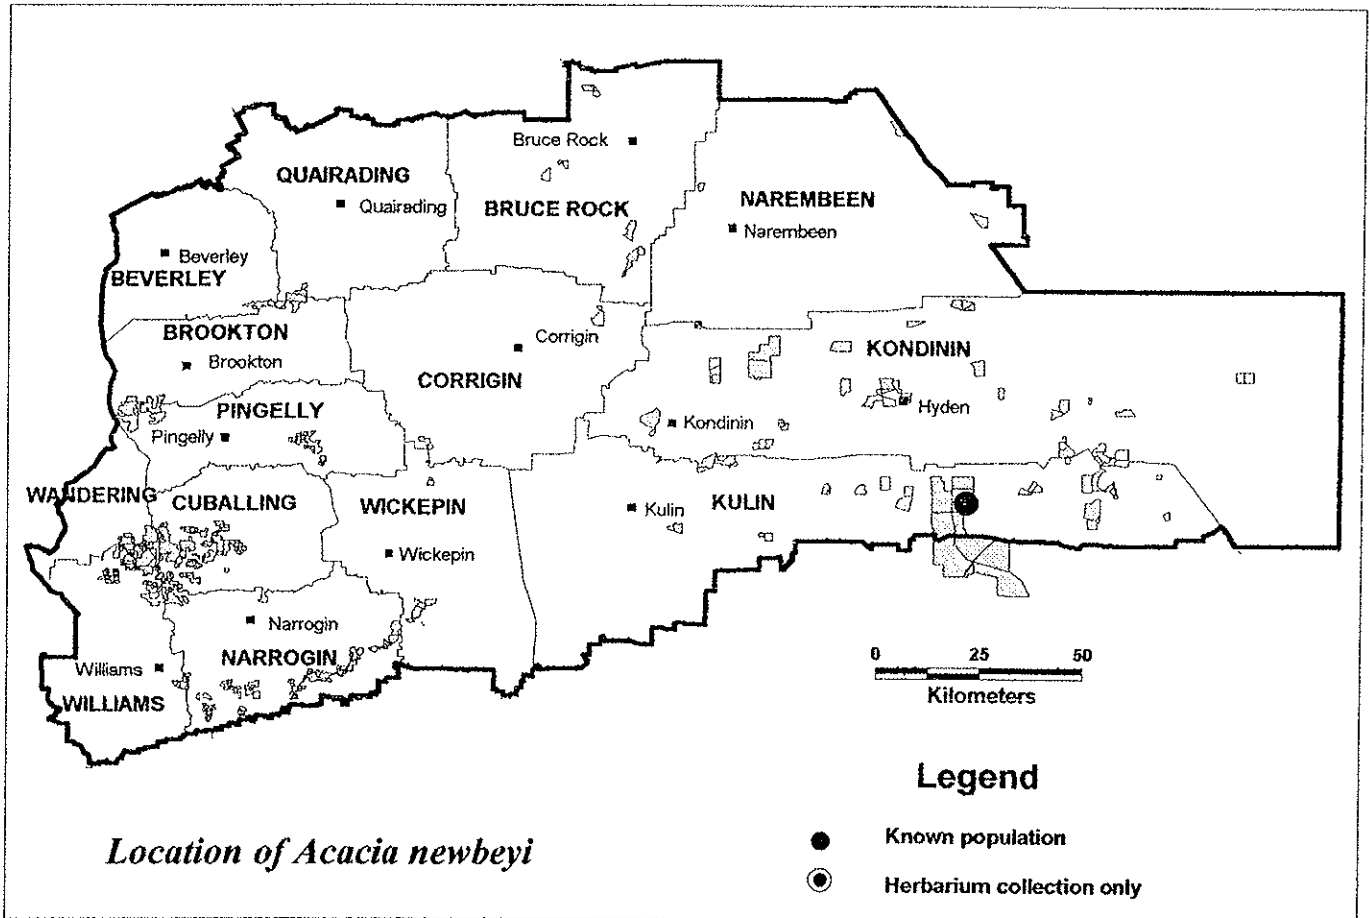 Bruce Rock
QUAIRADING
BRUCE ROCK
NAREMBEEN
Quairading
Narembeen
Beverley
BEVERLEY
BROOKTON
Brookton
Corrigin
CORRIGIN
KONDININ
PINGELLY
Pingelly
Kondinin
Hyden
WANDERING
CUBALLING
WICKEPIN
Kulin
KULIN
Wickepin
Narrogin
NARROGIN
Williams
WILLIAMS
0 25 50
Kilometers
Legend
Known population
Herbarium collection only
Location of Acacia newbeyi